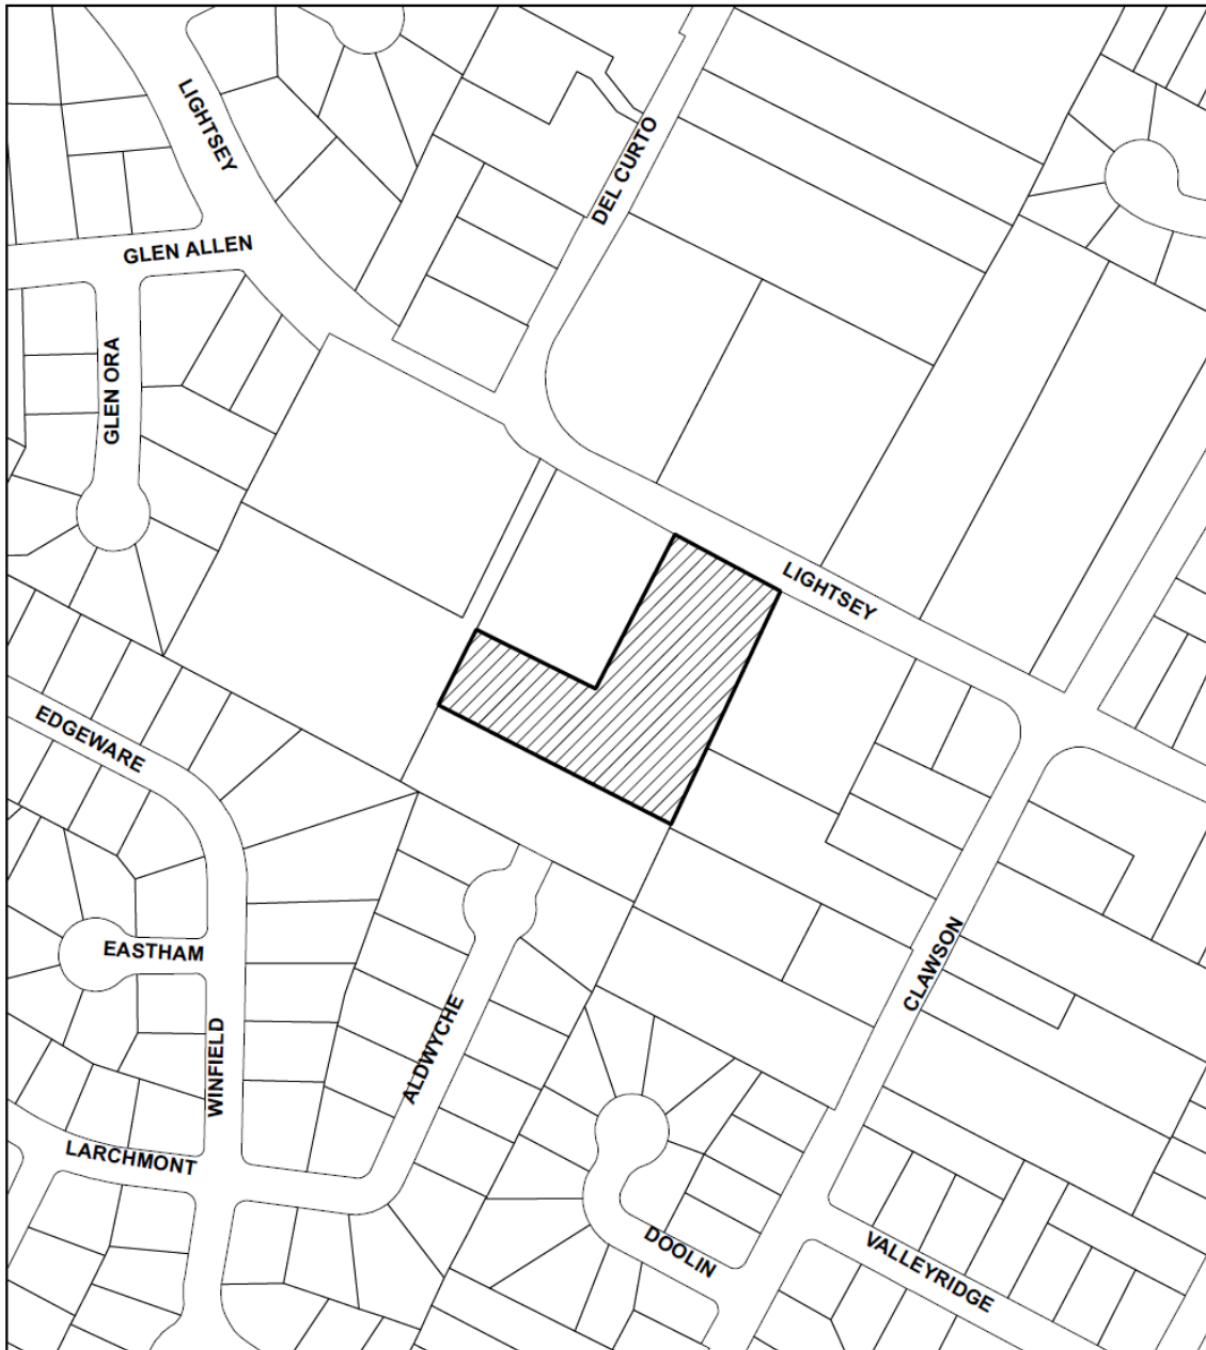 LIGHTSEY
DEL CURTO
GLEN ALLEN
GLEN ORA
LIGHTSEY
EDGEWARE
EASTHAM
CLAWSON
WINFIELD
ALDWYCHE
LARCHMONT
DOOLIN
VALLEYRIDGE